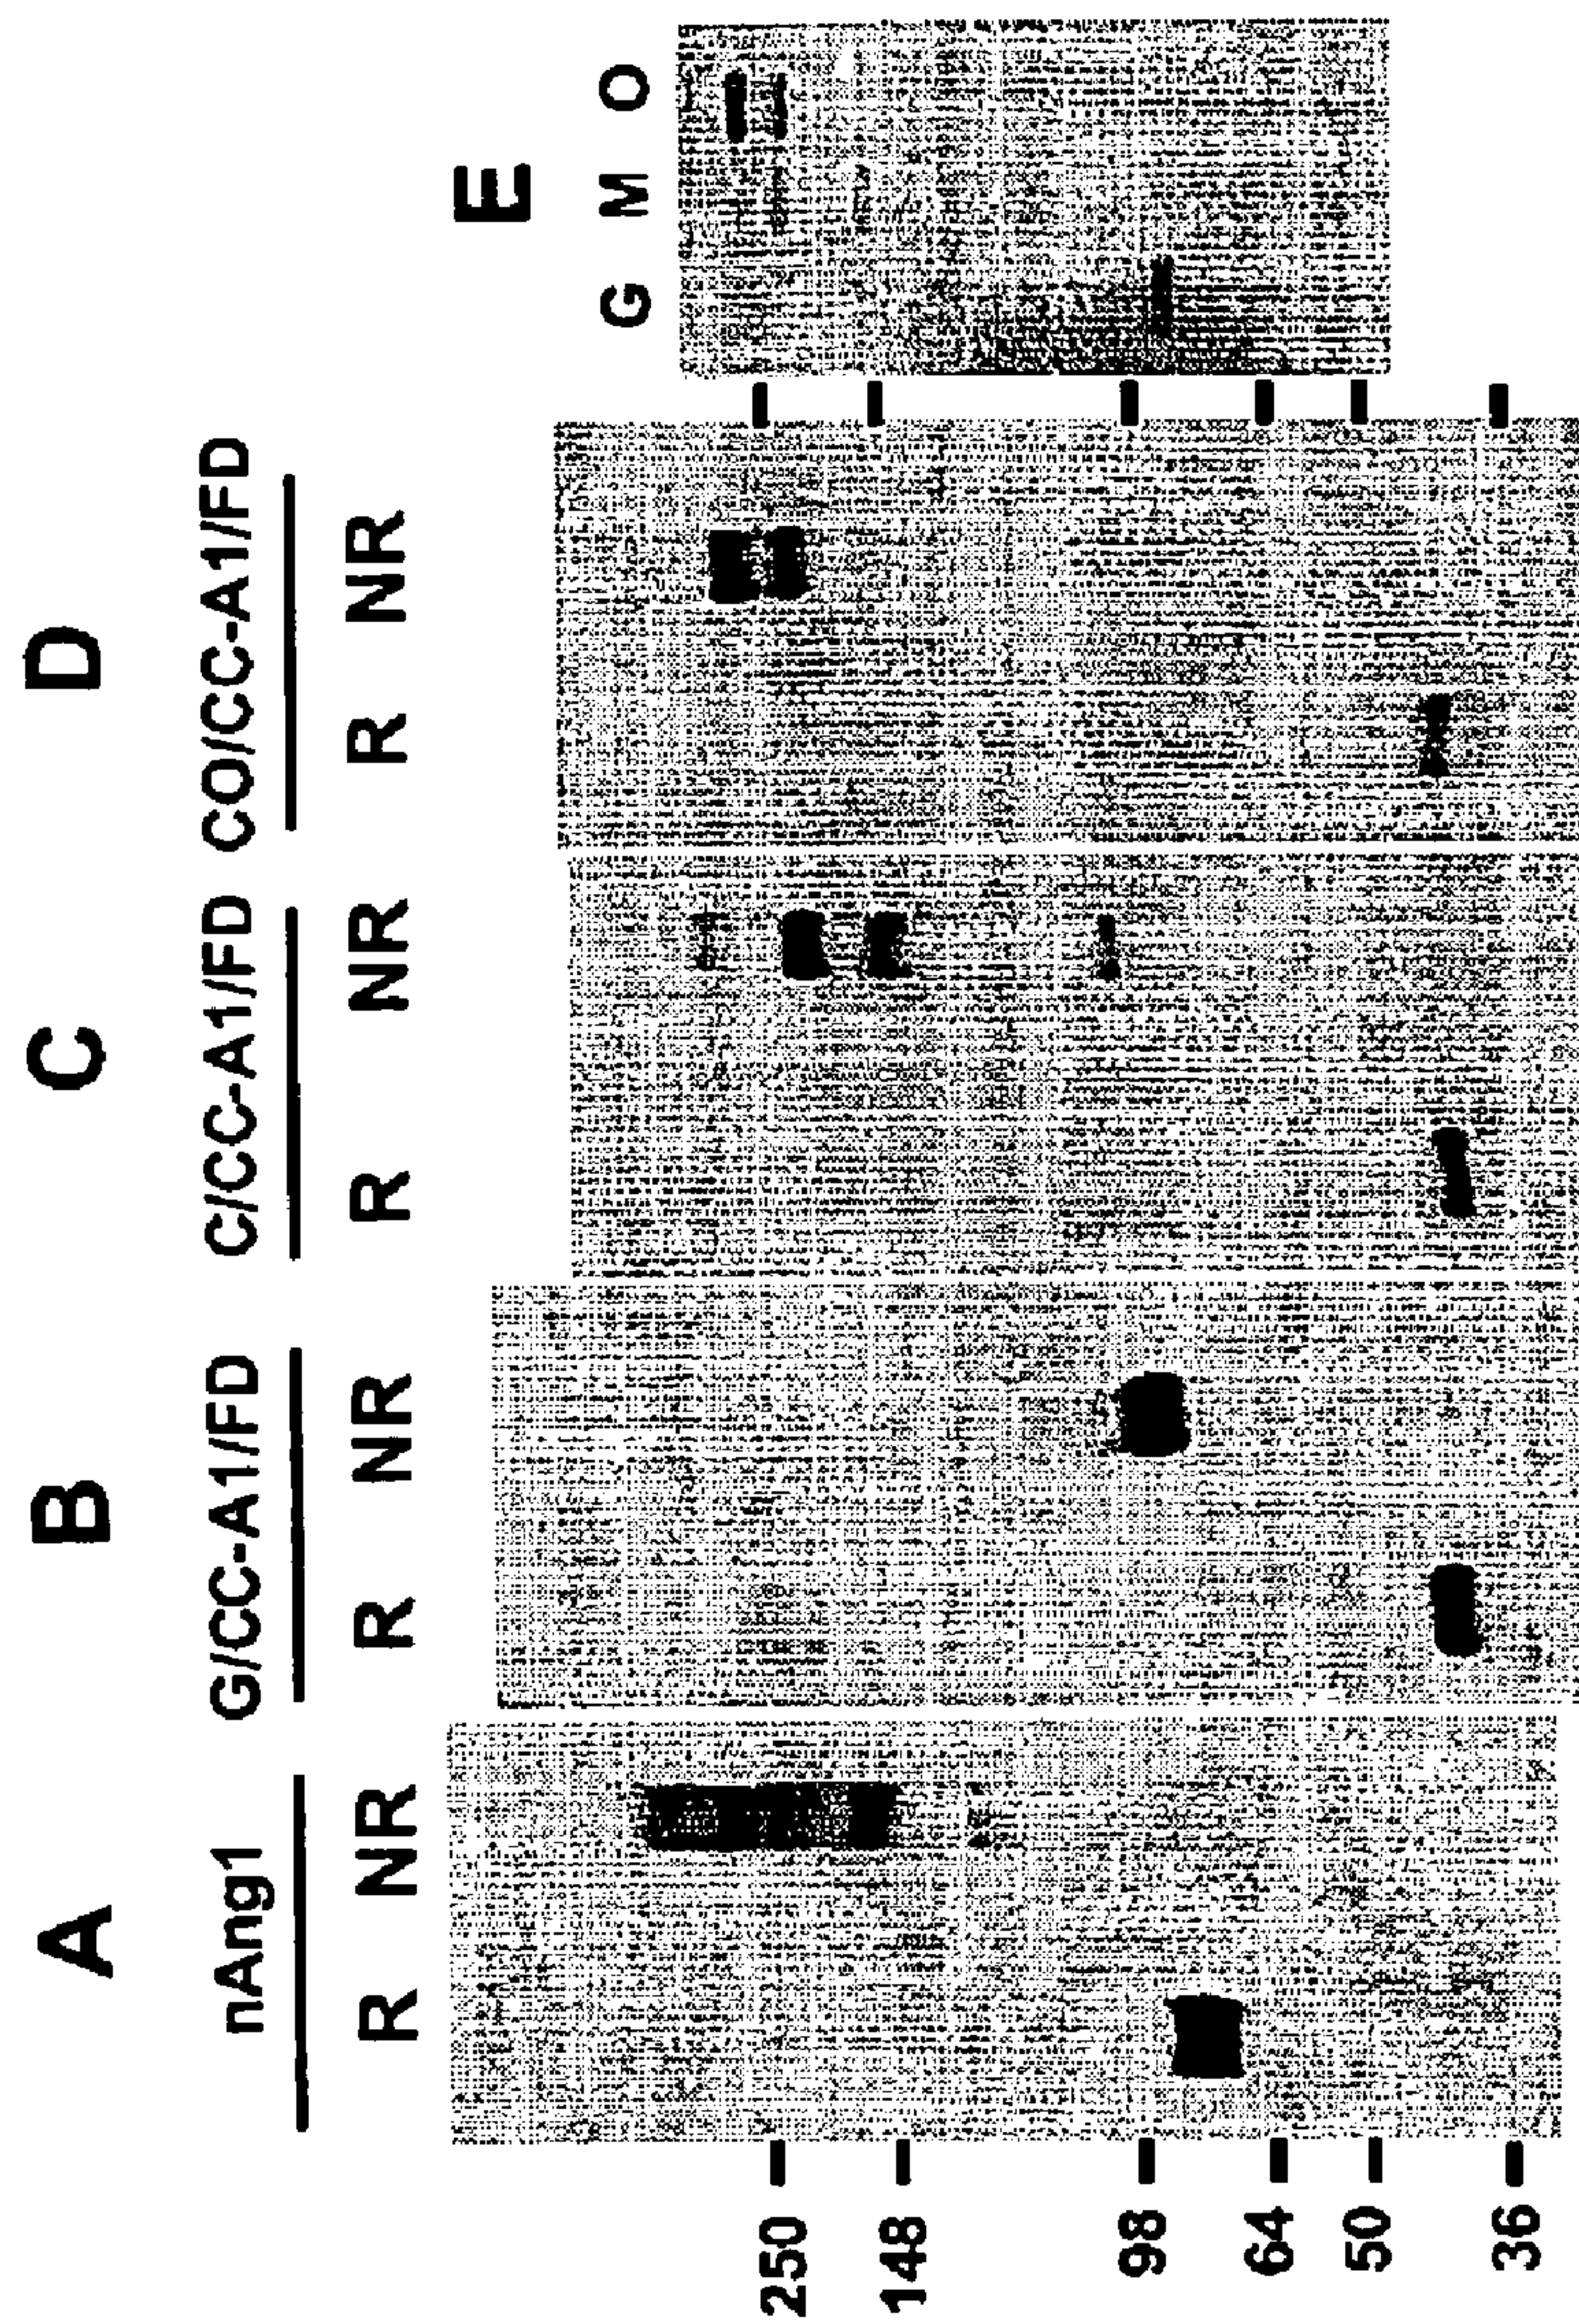 A B C D E
nAng1 G/CC-A1/FD C/CC-A1/FD CO/CC-A1/FD
R NR R NR R NR R NR G M O
250
148
98
64
50
36